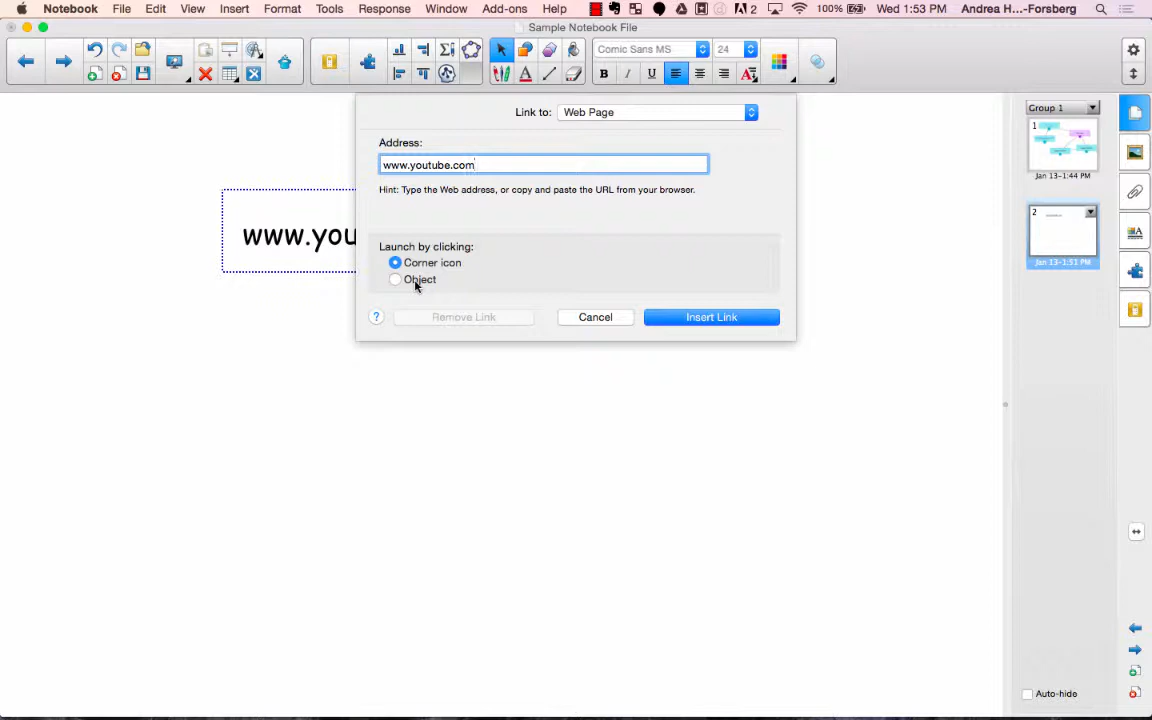 Notebook File Edit View Insert Format Tools Response Window Add-ons Help 2 100% Wed 1:53 PM Andrea H...-Forsberg
Sample Notebook File
Comic Sans MS 24
B I U A
Link to: Web Page
Group 1
Address:
1
www.youtube.com
Jan 13-1:44 PM
Hint: Type the Web address, or copy and paste the URL from your browser.
2
www.you
Launch by clicking:
Corner icon
Jan 13-1:51 PM
Object
? Remove Link Cancel Insert Link
Auto-hide